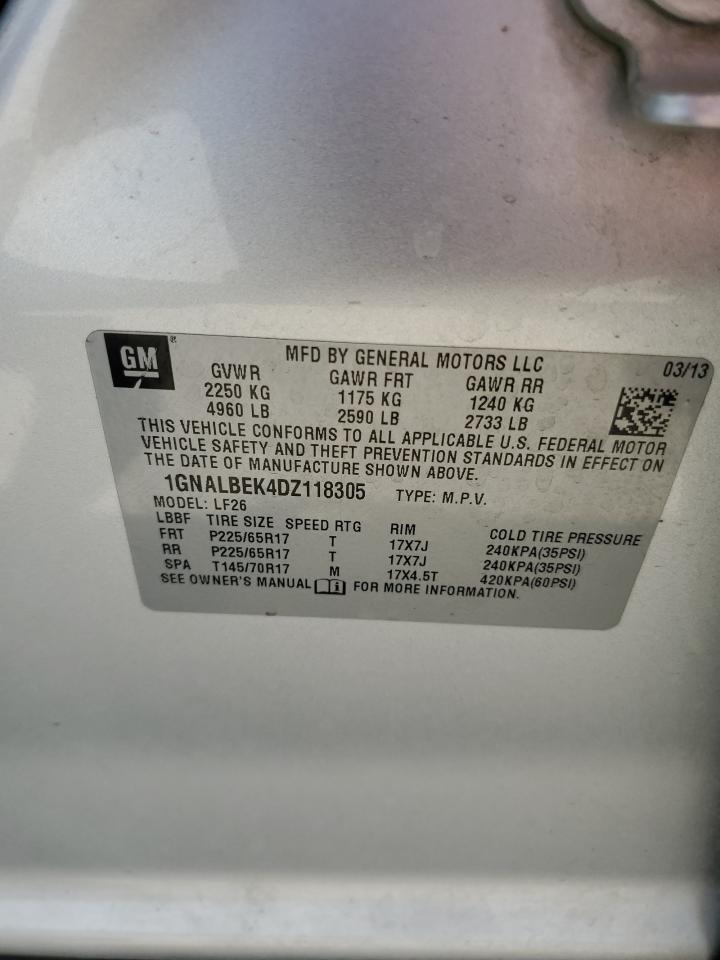 GM®
MFD BY GENERAL MOTORS LLC 03/13
GVWR GAWR FRT GAWR RR
2250 KG 1175 KG 1240 KG
4960 LB 2590 LB 2733 LB
THIS VEHICLE CONFORMS TO ALL APPLICABLE U.S. FEDERAL MOTOR
VEHICLE SAFETY AND THEFT PREVENTION STANDARDS IN EFFECT ON
THE DATE OF MANUFACTURE SHOWN ABOVE.
1GNALBEK4DZ118305 TYPE: M.P.V.
MODEL: LF26
LBBF TIRE SIZE SPEED RTG RIM COLD TIRE PRESSURE
FRT P225/65R17 T 17X7J 240KPA(35PSI)
RR P225/65R17 T 17X7J 240KPA(35PSI)
SPA T145/70R17 M 17X4.5T 420KPA(60PSI)
SEE OWNER'S MANUAL i FOR MORE INFORMATION.